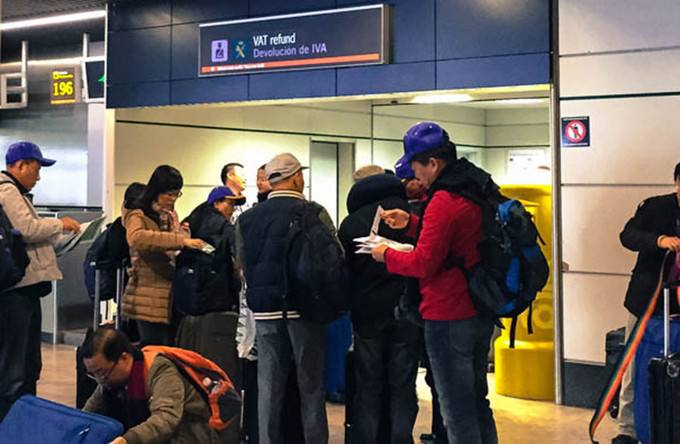 VAT refund
Devolución de IVA
196